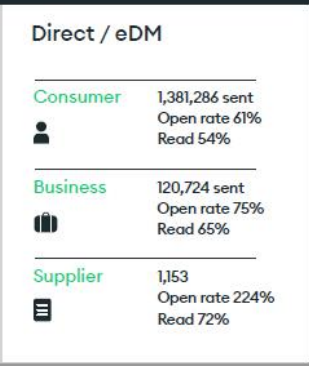 Direct / eDM
Consumer
1,381,286 sent
Open rate 61%
Read 54%
Business
120,724 sent
Open rate 75%
Read 65%
Supplier
1,153
Open rate 224%
Read 72%